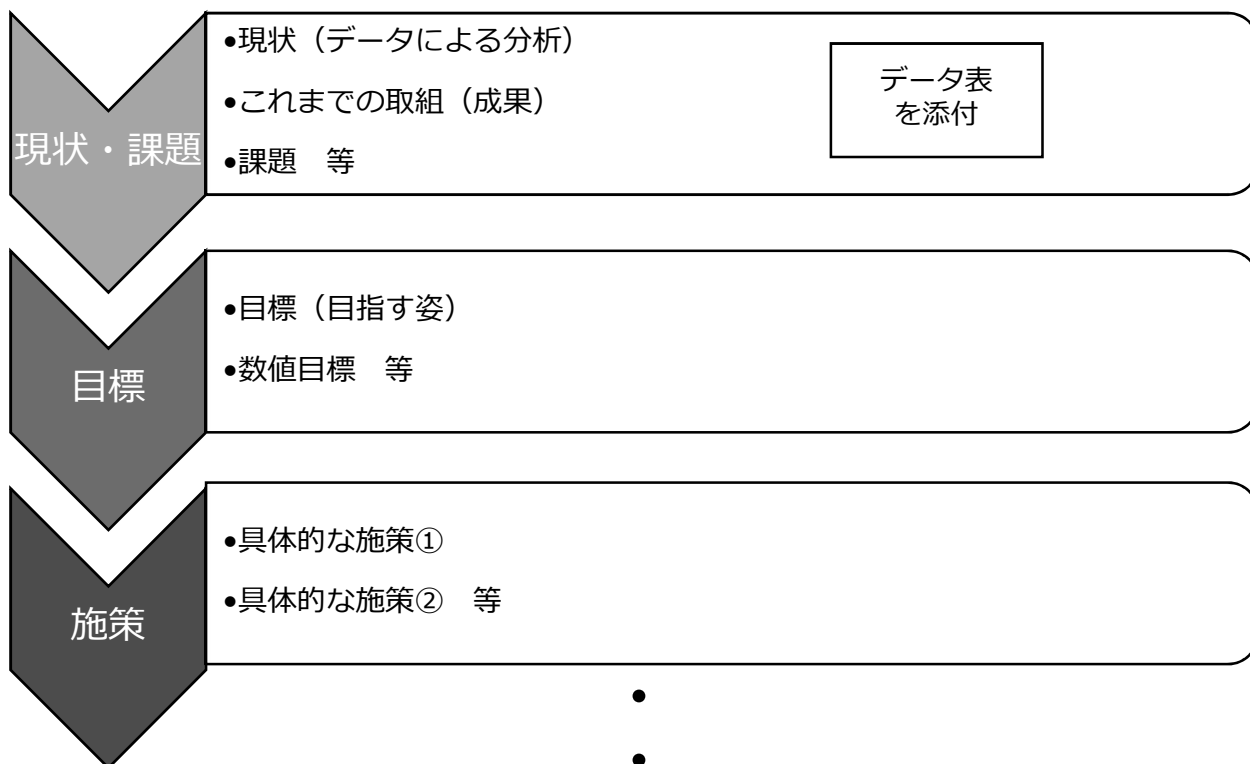 現状・課題
•現状（データによる分析）
•これまでの取組（成果）
•課題　等
データ表
を添付
目標
•目標（目指す姿）
•数値目標　等
施策
•具体的な施策①
•具体的な施策②　等
•
•